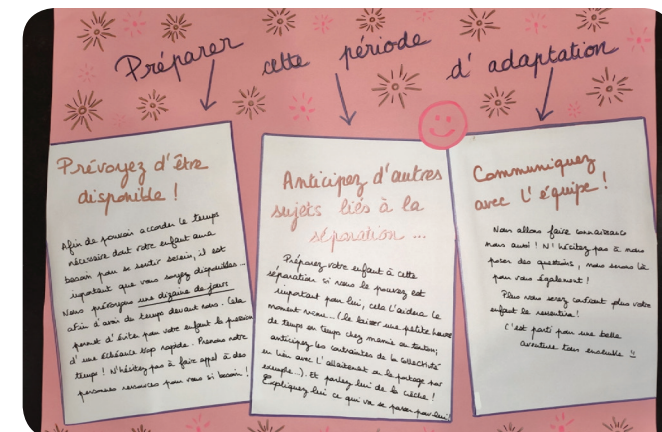 Préparer cette période d'adaptation
Prévoyez d'être
disponible !
Afin de pouvoir accorder le temps
nécessaire dont votre enfant aura
besoin pour se sentir serein, il est
important que vous soyez disponibles...
Nous prévoyons une dizaine de jours
afin d'avoir du temps devant nous. Cela
permet d'éviter pour votre enfant la pression
d'une échéance trop rapide. Prenons notre
temps ! N'hésitez pas à faire appel à des
personnes ressources pour vous si besoin !
Anticipez d'autres
sujets liés à la
séparation ...
Préparez votre enfant à cette
séparation si vous le pouvez est
important pour lui, cela l'aidera le
moment venu... (le laisser une petite heure
de temps en temps chez mamie ou tonton;
anticipez les contraintes de la collectivité
en lien avec l'allaitement ou le portage par
exemple...). Et parlez lui de la crèche !
Expliquez lui ce qui va se passer pour lui!
Communiquez
avec l'équipe !
Nous allons faire connaissance
nous aussi ! N'hésitez pas à nous
poser des questions, nous serons là
pour vous également !
Plus vous serez confiant plus votre
enfant le ressentira !
C'est parti pour une belle
aventure tous ensemble !!